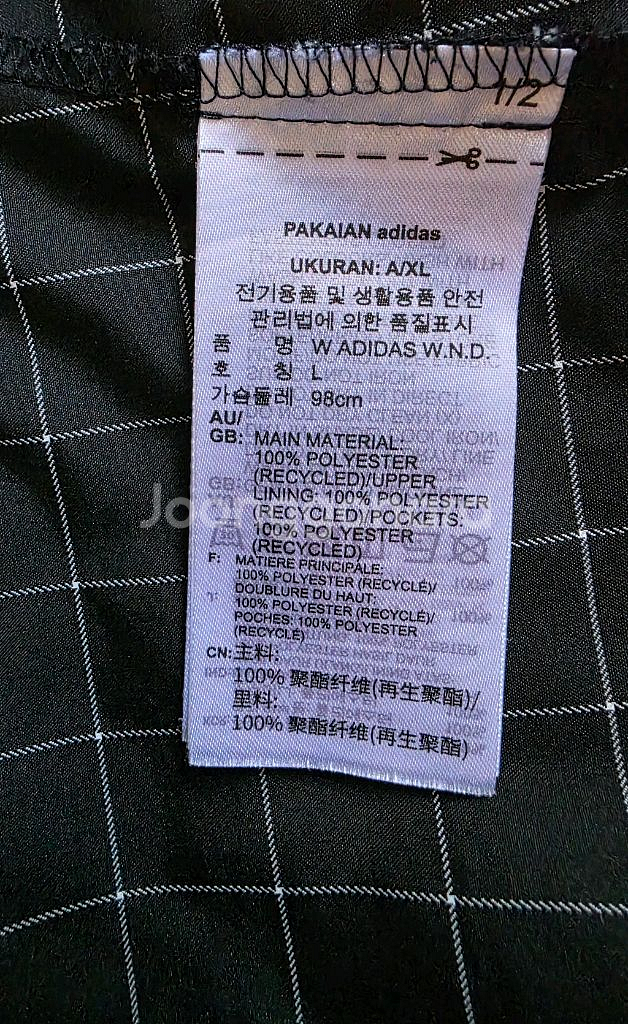 1/2
PAKAIAN adidas
UKURAN: A/XL
전기용품 및 생활용품 안전
관리법에 의한 품질표시
품 명 W ADIDAS W.N.D.
호 칭 L
가슴둘레 98cm
AU/
GB: MAIN MATERIAL:
100% POLYESTER
(RECYCLED)/UPPER
LINING: 100% POLYESTER
(RECYCLED)/POCKETS:
100% POLYESTER
(RECYCLED)
F: MATIERE PRINCIPALE:
100% POLYESTER (RECYCLÉ)/
DOUBLURE DU HAUT:
100% POLYESTER (RECYCLÉ)/
POCHES: 100% POLYESTER
(RECYCLÉ)
CN: 主料:
100% 聚酯纤维(再生聚酯)/
里料:
100% 聚酯纤维(再生聚酯)